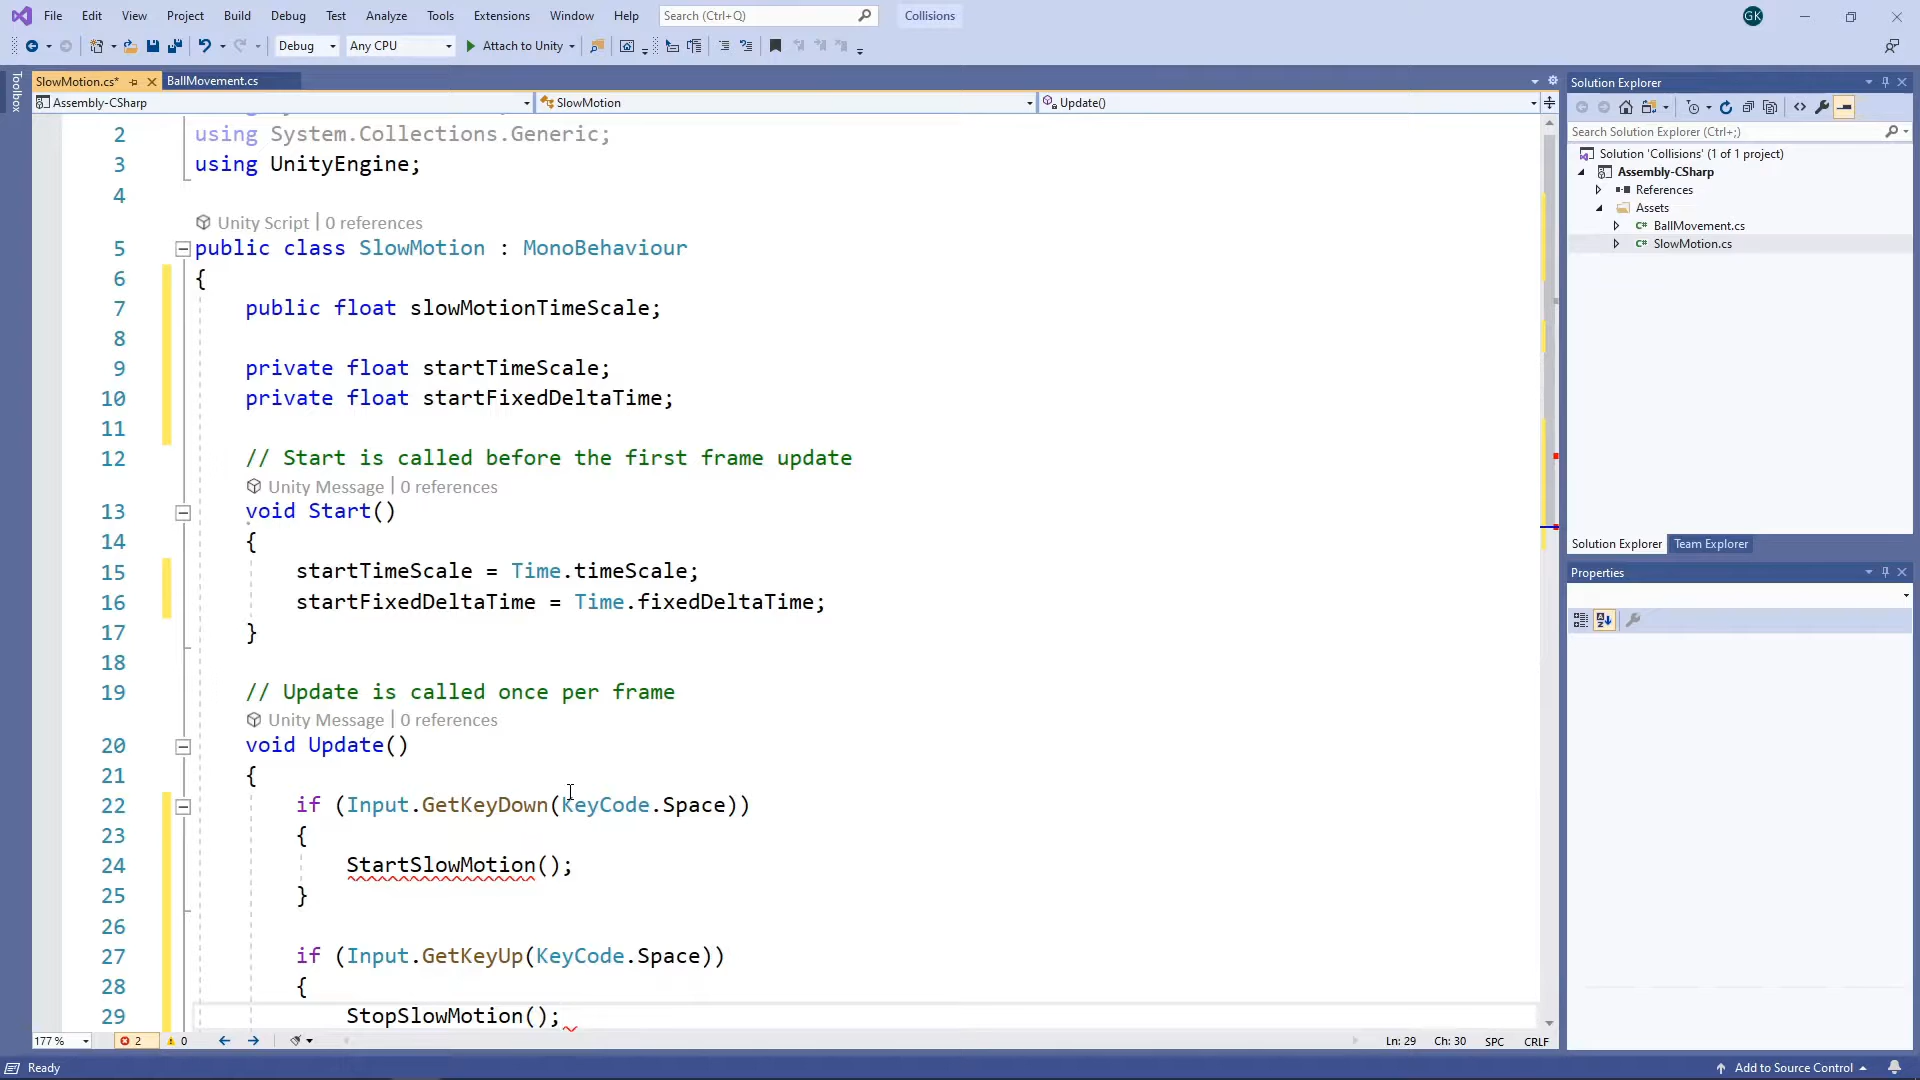 File Edit View Project Build Debug Test Analyze Tools Extensions Window Help Search (Ctrl+Q) Collisions GK
Debug Any CPU Attach to Unity
Toolbox
SlowMotion.cs* BallMovement.cs
Assembly-CSharp SlowMotion Update()
2 using System.Collections.Generic;
3 using UnityEngine;
4
Unity Script | 0 references
5 public class SlowMotion : MonoBehaviour
6 {
7 public float slowMotionTimeScale;
8
9 private float startTimeScale;
10 private float startFixedDeltaTime;
11
12 // Start is called before the first frame update
Unity Message | 0 references
13 void Start()
14 {
15 startTimeScale = Time.timeScale;
16 startFixedDeltaTime = Time.fixedDeltaTime;
17 }
18
19 // Update is called once per frame
Unity Message | 0 references
20 void Update()
21 {
22 if (Input.GetKeyDown(KeyCode.Space))
23 {
24 StartSlowMotion();
25 }
26
27 if (Input.GetKeyUp(KeyCode.Space))
28 {
29 StopSlowMotion();
177 % 2 0 Ln: 29 Ch: 30 SPC CRLF
Solution Explorer
Search Solution Explorer (Ctrl+;)
Solution 'Collisions' (1 of 1 project)
Assembly-CSharp
References
Assets
C# BallMovement.cs
C# SlowMotion.cs
Solution Explorer Team Explorer
Properties
Ready Add to Source Control